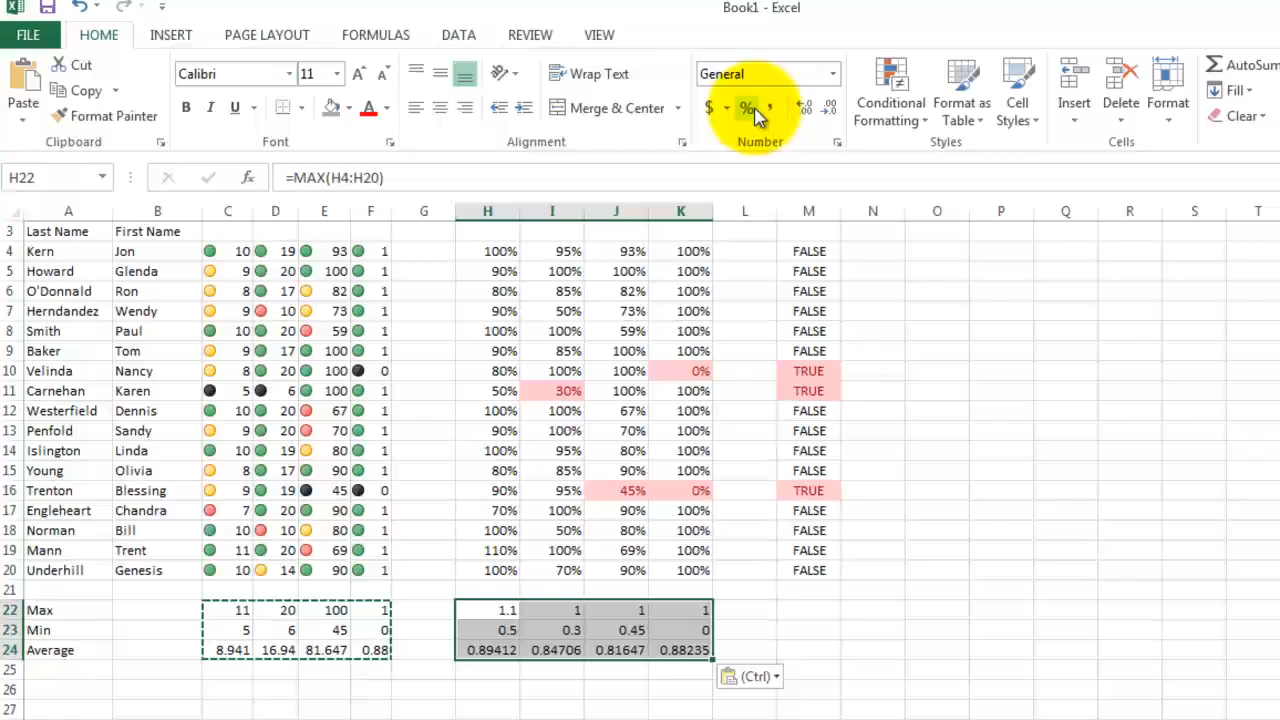 Book1 - Excel
FILE HOME INSERT PAGE LAYOUT FORMULAS DATA REVIEW VIEW
Cut Calibri 11 Wrap Text General AutoSum
Paste Copy Merge & Center $ % Conditional Formatting Format as Table Cell Styles Insert Delete Format Fill
Format Painter B I U A Clear
Clipboard Font Alignment Number Styles Cells
H22 fx =MAX(H4:H20)
A B C D E F G H I J K L M N O P Q R S T
3 Last Name First Name
4 Kern Jon 10 19 93 1 100% 95% 93% 100% FALSE
5 Howard Glenda 9 20 100 1 90% 100% 100% 100% FALSE
6 O'Donnald Ron 8 17 82 1 80% 85% 82% 100% FALSE
7 Herndandez Wendy 9 10 73 1 90% 50% 73% 100% FALSE
8 Smith Paul 10 20 59 1 100% 100% 59% 100% FALSE
9 Baker Tom 9 17 100 1 90% 85% 100% 100% FALSE
10 Velinda Nancy 8 20 100 0 80% 100% 100% 0% TRUE
11 Carnehan Karen 5 6 100 1 50% 30% 100% 100% TRUE
12 Westerfield Dennis 10 20 67 1 100% 100% 67% 100% FALSE
13 Penfold Sandy 9 20 70 1 90% 100% 70% 100% FALSE
14 Islington Linda 10 19 80 1 100% 95% 80% 100% FALSE
15 Young Olivia 8 17 90 1 80% 85% 90% 100% FALSE
16 Trenton Blessing 9 19 45 0 90% 95% 45% 0% TRUE
17 Engleheart Chandra 7 20 90 1 70% 100% 90% 100% FALSE
18 Norman Bill 10 10 80 1 100% 50% 80% 100% FALSE
19 Mann Trent 11 20 69 1 110% 100% 69% 100% FALSE
20 Underhill Genesis 10 14 90 1 100% 70% 90% 100% FALSE
21
22 Max 11 20 100 1 1.1 1 1 1
23 Min 5 6 45 0 0.5 0.3 0.45 0
24 Average 8.941 16.94 81.647 0.88 0.89412 0.84706 0.81647 0.88235
25 (Ctrl)
26
27